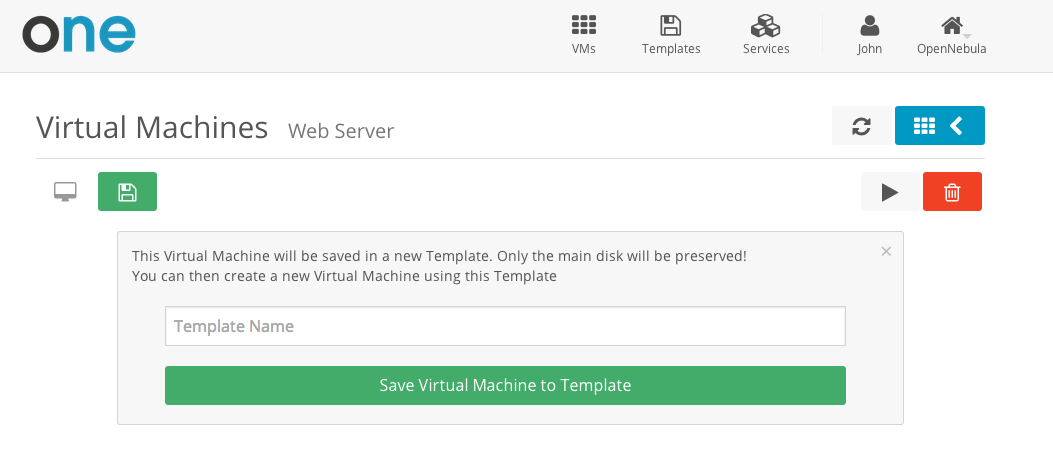 one
VMs
Templates
Services
John
OpenNebula
Virtual Machines Web Server
This Virtual Machine will be saved in a new Template. Only the main disk will be preserved!
You can then create a new Virtual Machine using this Template
Template Name
Save Virtual Machine to Template